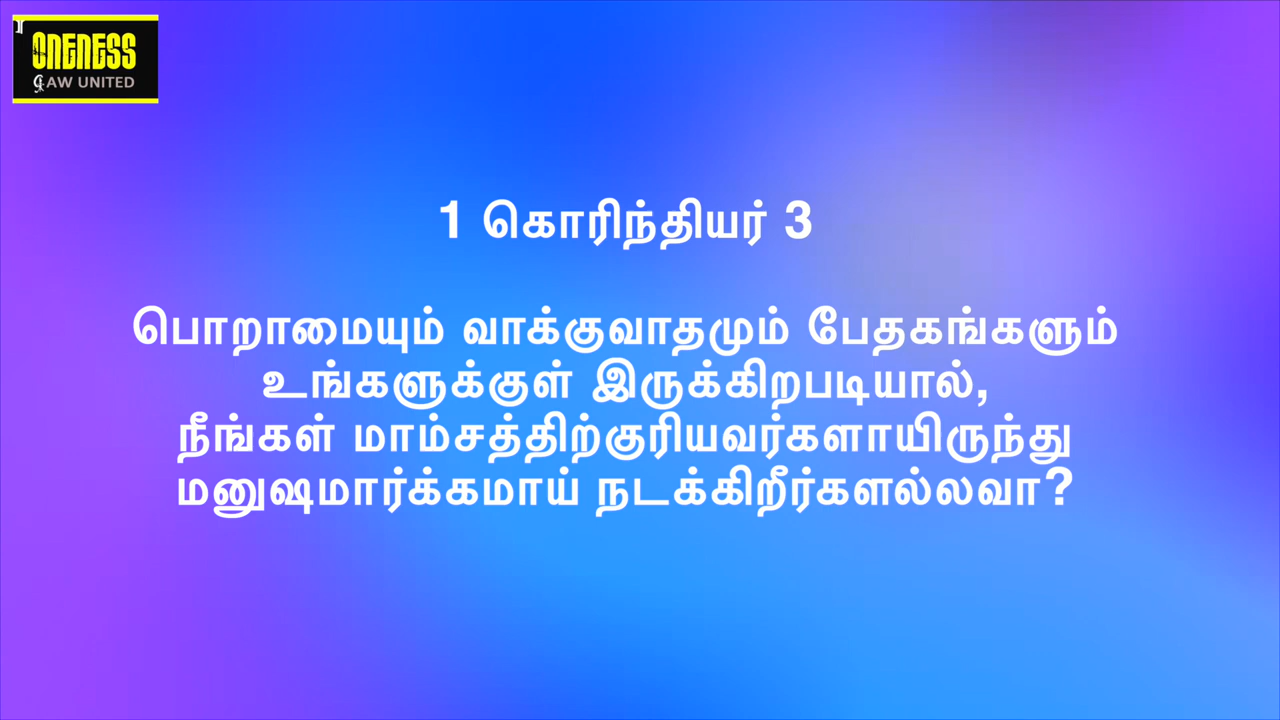 ONENESS
GAW UNITED
1 கொரிந்தியர் 3
பொறாமையும் வாக்குவாதமும் பேதகங்களும்
உங்களுக்குள் இருக்கிறபடியால்,
நீங்கள் மாம்சத்திற்குரியவர்களாயிருந்து
மனுஷமார்க்கமாய் நடக்கிறீர்களல்லவா?